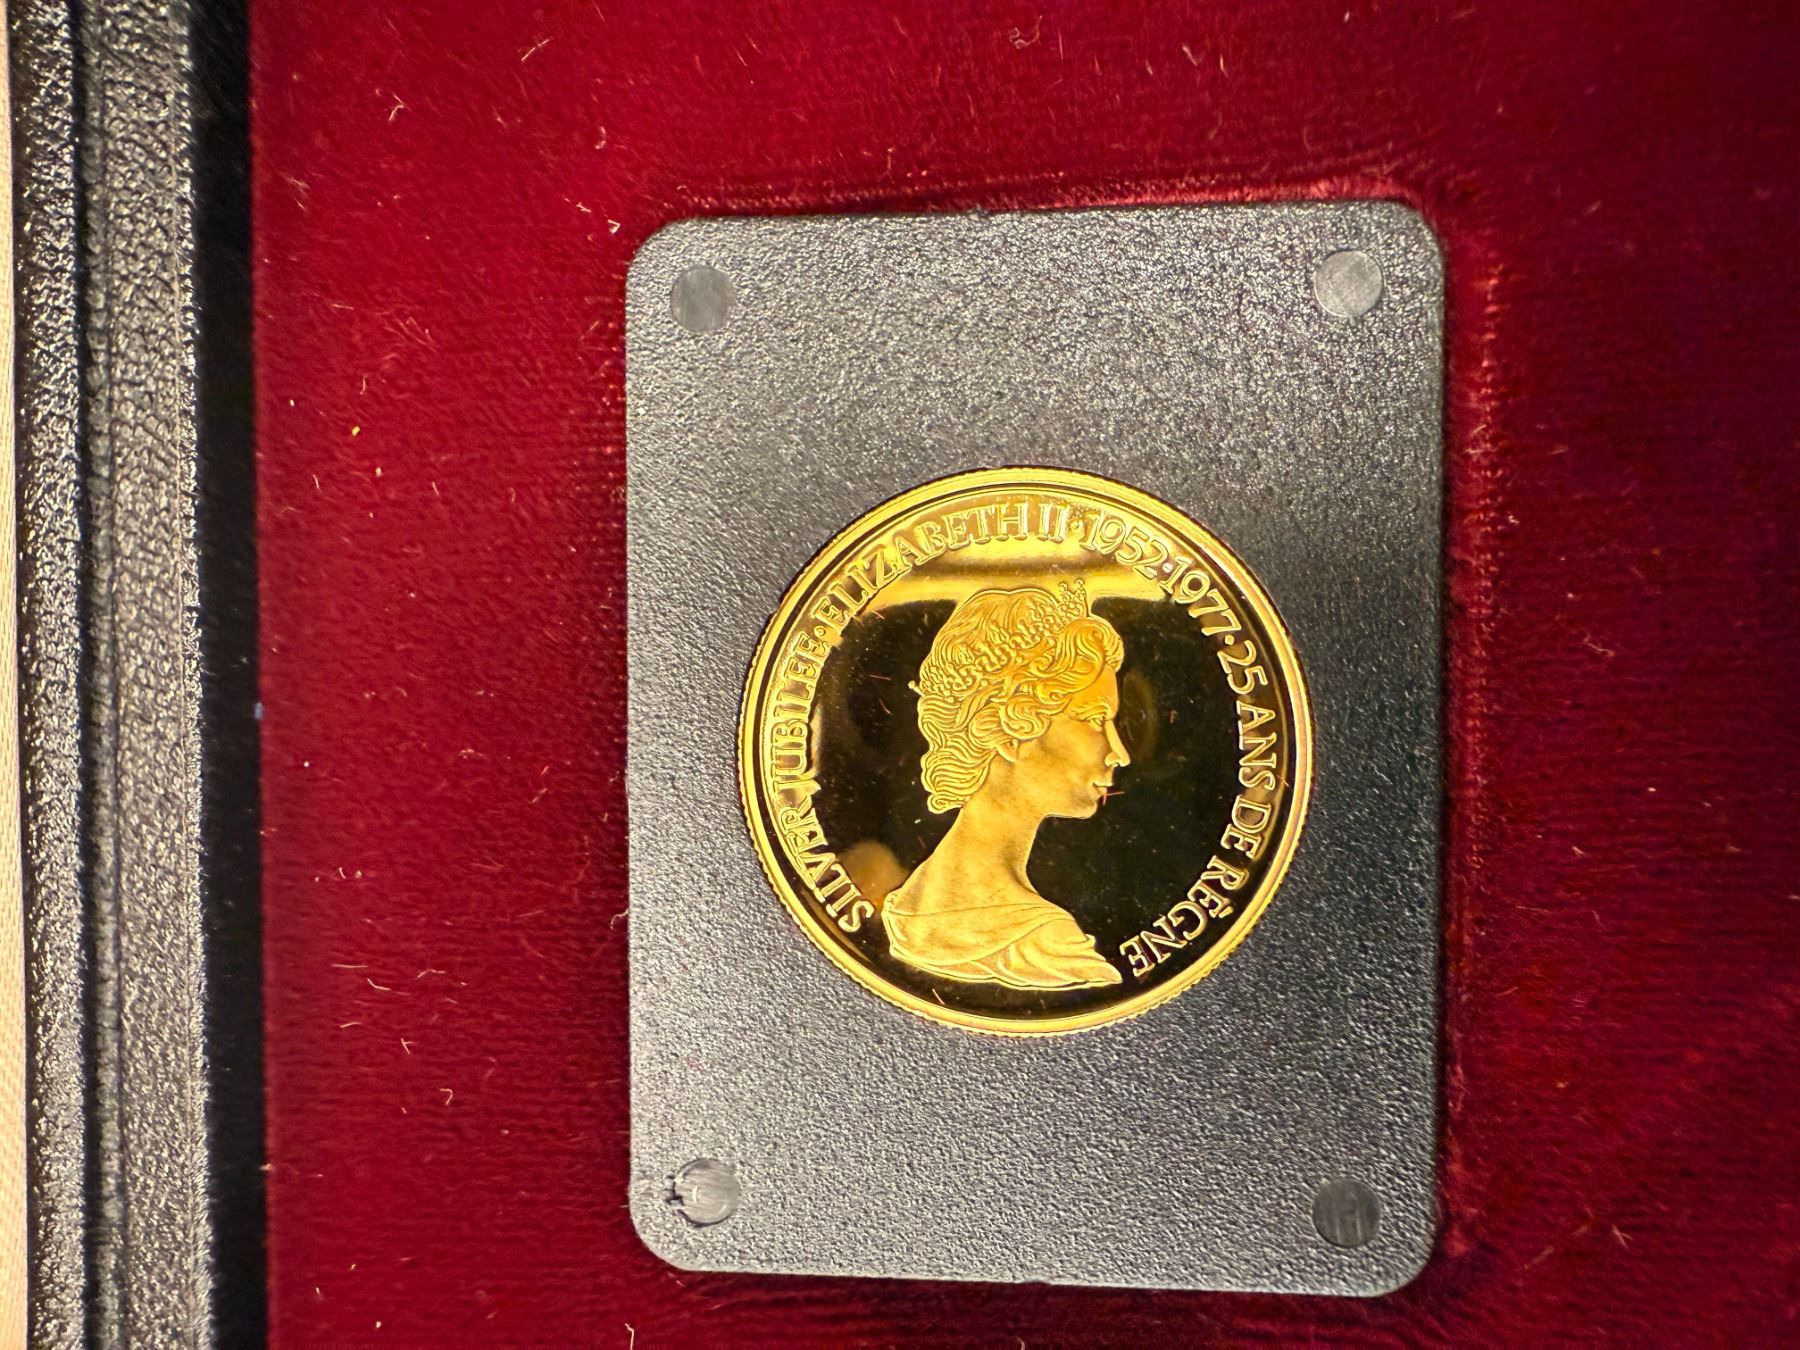 SILVER JUBILEE·ELIZABETH II·1952·1977·25 ANS DE RÈGNE